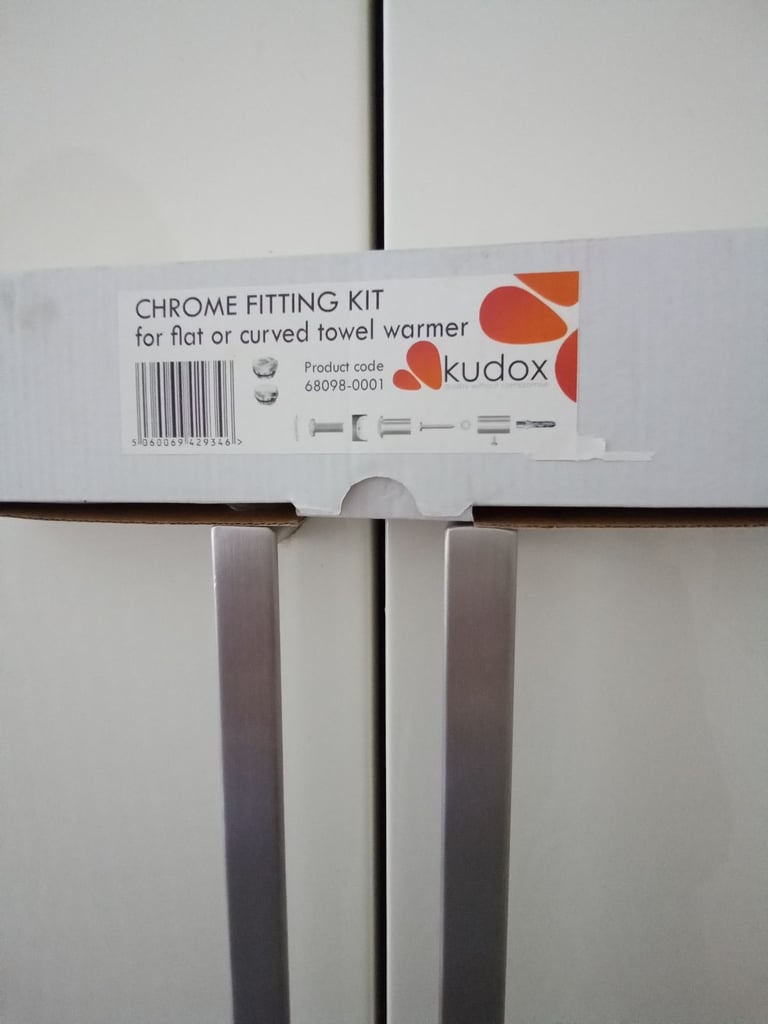 CHROME FITTING KIT
for flat or curved towel warmer
Product code
68098-0001
kudox
5 060069 429346 >